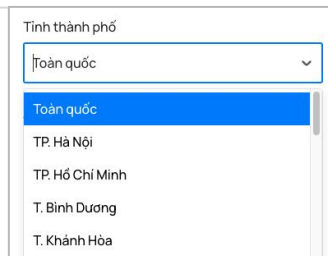 Tỉnh thành phố
Toàn quốc
Toàn quốc
TP. Hà Nội
TP. Hồ Chí Minh
T. Bình Dương
T. Khánh Hòa